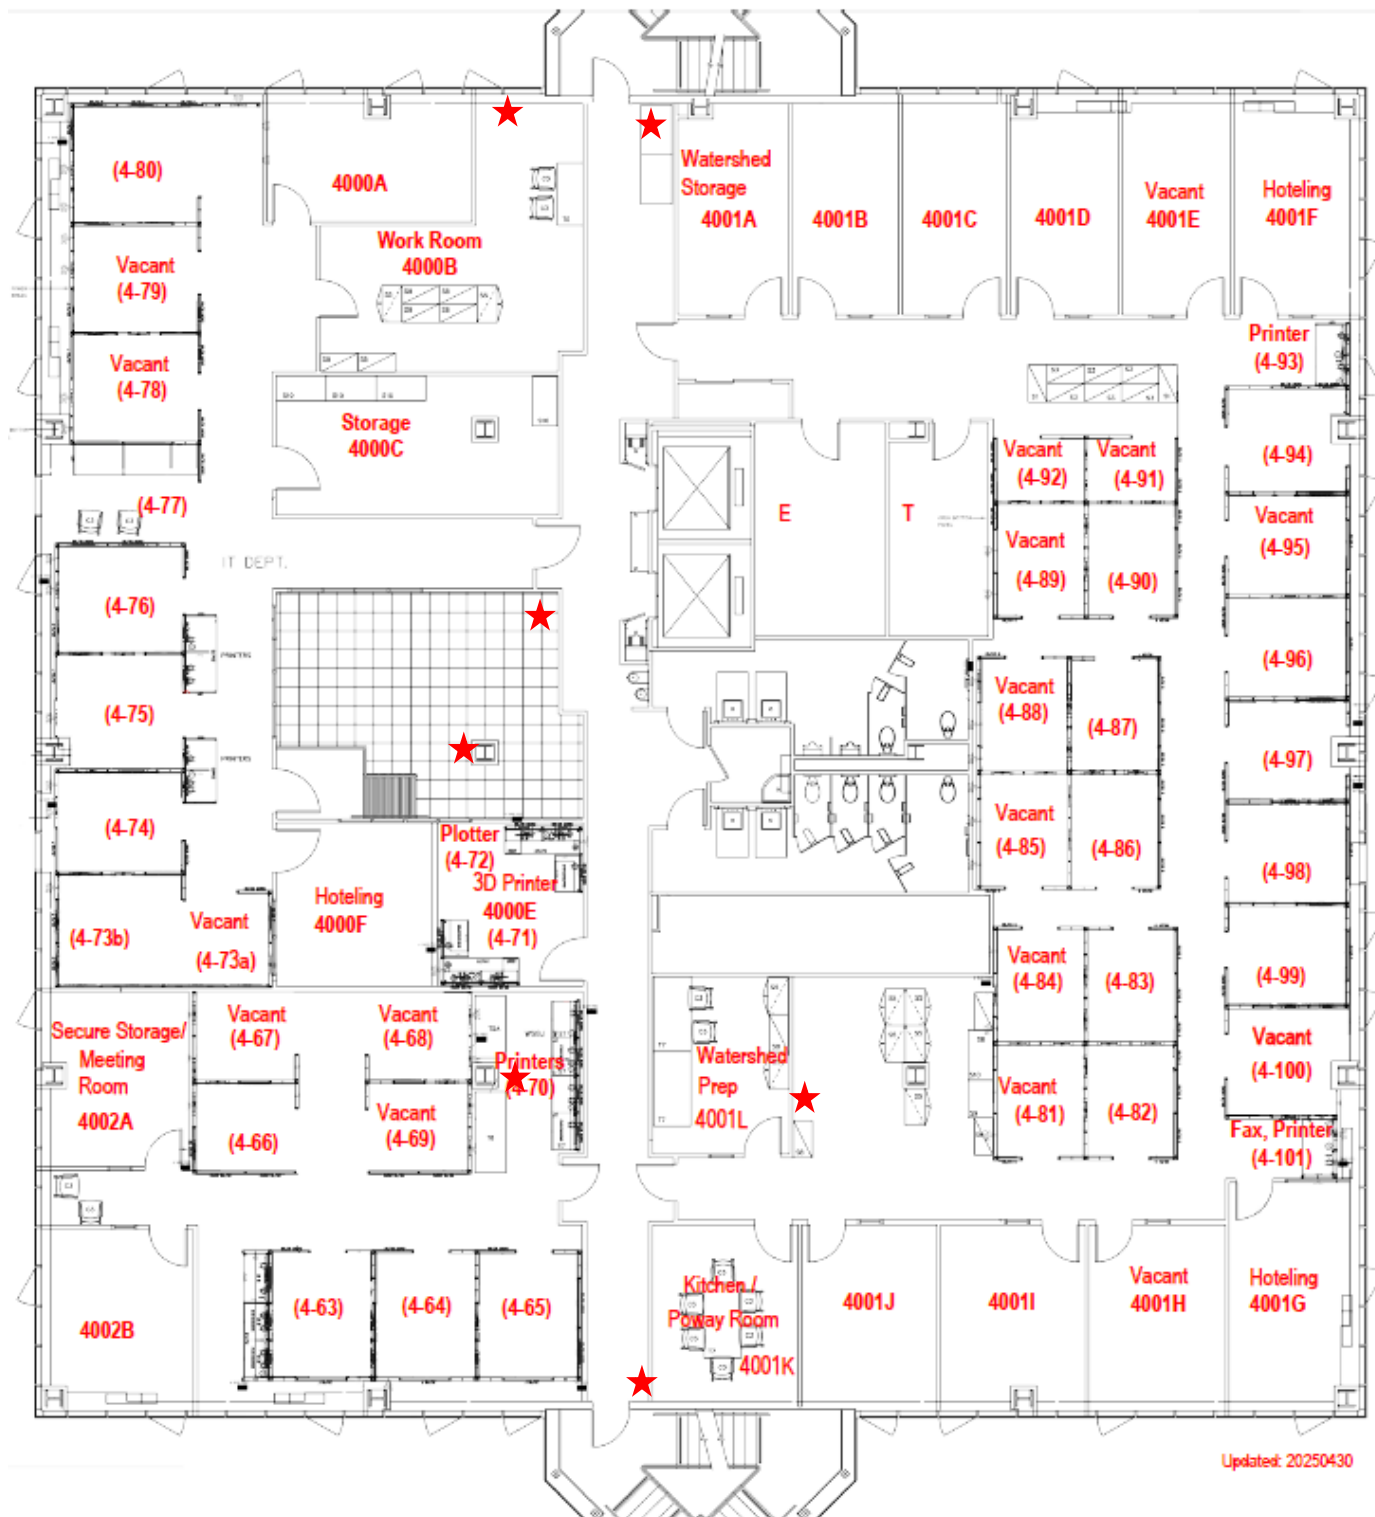 (4-80)
4000A
Watershed
Storage
4001A
4001B
4001C
4001D
Vacant
4001E
Hoteling
4001F
Work Room
4000B
Vacant
(4-79)
Vacant
(4-78)
Printer
(4-93)
Storage
4000C
Vacant
(4-92)
Vacant
(4-91)
(4-94)
(4-77)
E
T
Vacant
(4-89)
(4-90)
Vacant
(4-95)
IT DEPT.
(4-76)
PRINTERS
(4-96)
(4-75)
Vacant
(4-88)
(4-87)
(4-97)
PRINTERS
(4-74)
Plotter
(4-72)
3D Printer
4000E
(4-71)
Vacant
(4-85)
(4-86)
(4-98)
Hoteling
4000F
(4-73b)
Vacant
(4-73a)
Vacant
(4-84)
(4-83)
(4-99)
Secure Storage/
Meeting
Room
4002A
Vacant
(4-67)
Vacant
(4-68)
Printers
(4-70)
Watershed
Prep
4001L
Vacant
(4-100)
(4-66)
Vacant
(4-69)
Vacant
(4-81)
(4-82)
Fax, Printer
(4-101)
4002B
(4-63)
(4-64)
(4-65)
Kitchen /
Poway Room
4001K
4001J
4001I
Vacant
4001H
Hoteling
4001G
Updated: 20250430